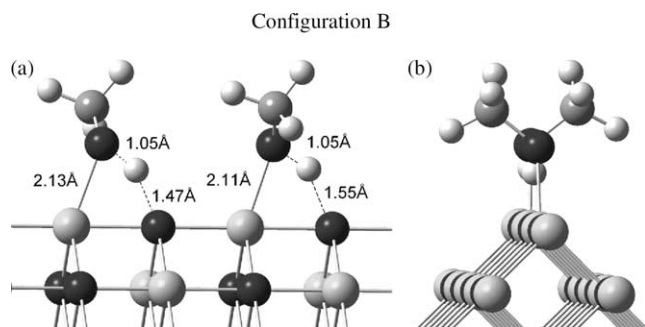 Configuration B
(a)
(b)
1.05Å
1.05Å
2.13Å
2.11Å
1.47Å
1.55Å